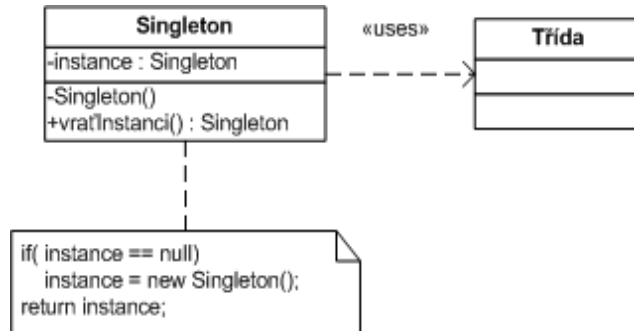 Singleton
-instance : Singleton
-Singleton()
+vraťInstanci() : Singleton
«uses»
Třída
if( instance == null)
instance = new Singleton();
return instance;